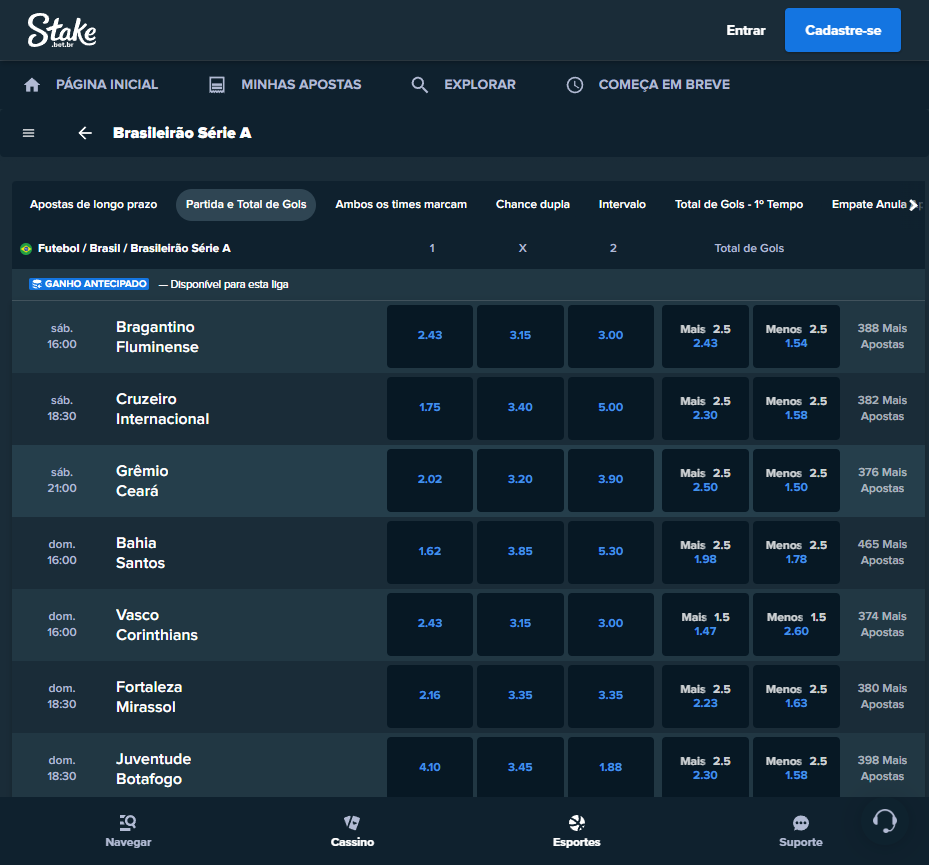 Stake
.bet.br
Entrar
Cadastre-se
PÁGINA INICIAL
MINHAS APOSTAS
EXPLORAR
COMEÇA EM BREVE
Brasileirão Série A
Apostas de longo prazo
Partida e Total de Gols
Ambos os times marcam
Chance dupla
Intervalo
Total de Gols - 1º Tempo
Empate Anula
Futebol / Brasil / Brasileirão Série A
1
X
2
Total de Gols
GANHO ANTECIPADO — Disponível para esta liga
sáb.
16:00
Bragantino
Fluminense
2.43
3.15
3.00
Mais 2.5
2.43
Menos 2.5
1.54
388 Mais
Apostas
sáb.
18:30
Cruzeiro
Internacional
1.75
3.40
5.00
Mais 2.5
2.30
Menos 2.5
1.58
382 Mais
Apostas
sáb.
21:00
Grêmio
Ceará
2.02
3.20
3.90
Mais 2.5
2.50
Menos 2.5
1.50
376 Mais
Apostas
dom.
16:00
Bahia
Santos
1.62
3.85
5.30
Mais 2.5
1.98
Menos 2.5
1.78
465 Mais
Apostas
dom.
16:00
Vasco
Corinthians
2.43
3.15
3.00
Mais 1.5
1.47
Menos 1.5
2.60
374 Mais
Apostas
dom.
18:30
Fortaleza
Mirassol
2.16
3.35
3.35
Mais 2.5
2.23
Menos 2.5
1.63
380 Mais
Apostas
dom.
18:30
Juventude
Botafogo
4.10
3.45
1.88
Mais 2.5
2.30
Menos 2.5
1.58
398 Mais
Apostas
Navegar
Cassino
Esportes
Suporte